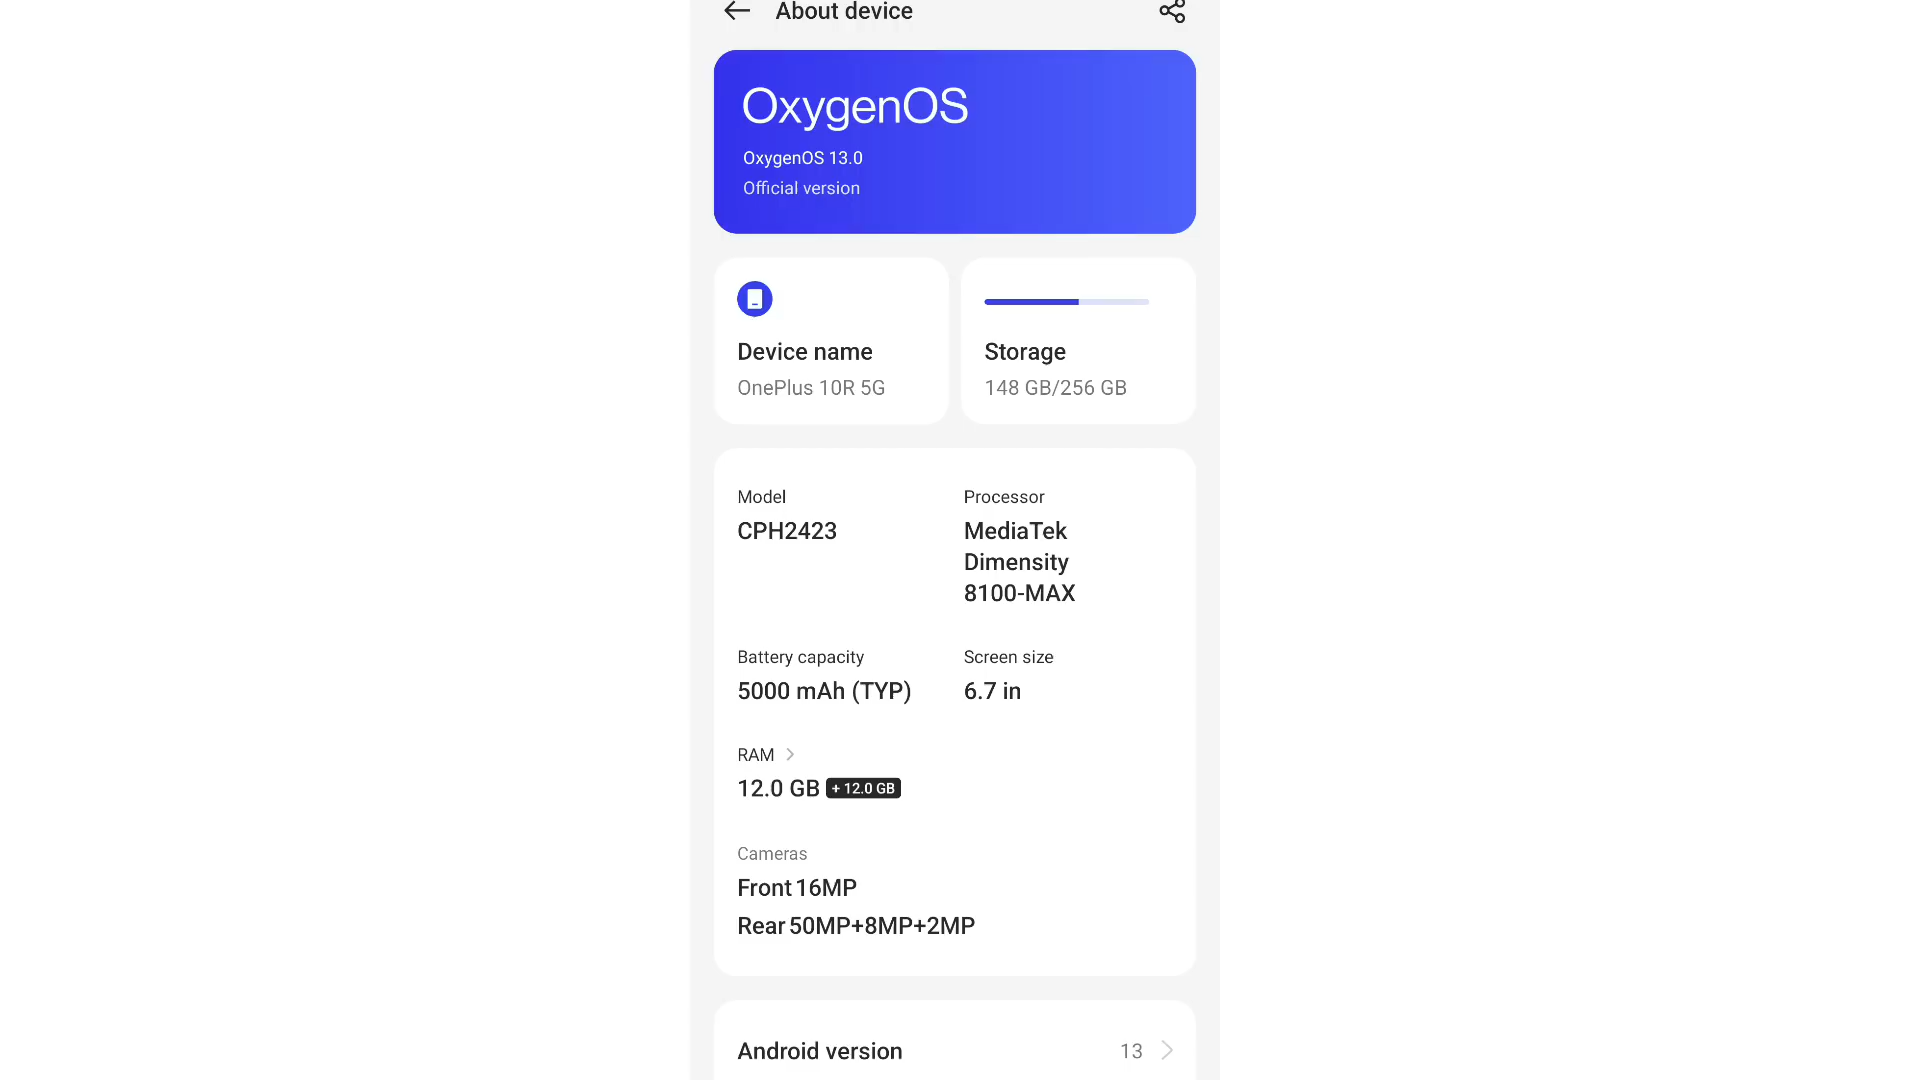 About device
OxygenOS
OxygenOS 13.0
Official version
Device name
OnePlus 10R 5G
Storage
148 GB/256 GB
Model
CPH2423
Processor
MediaTek
Dimensity
8100-MAX
Battery capacity
5000 mAh (TYP)
Screen size
6.7 in
RAM
12.0 GB + 12.0 GB
Cameras
Front 16MP
Rear 50MP+8MP+2MP
Android version 13